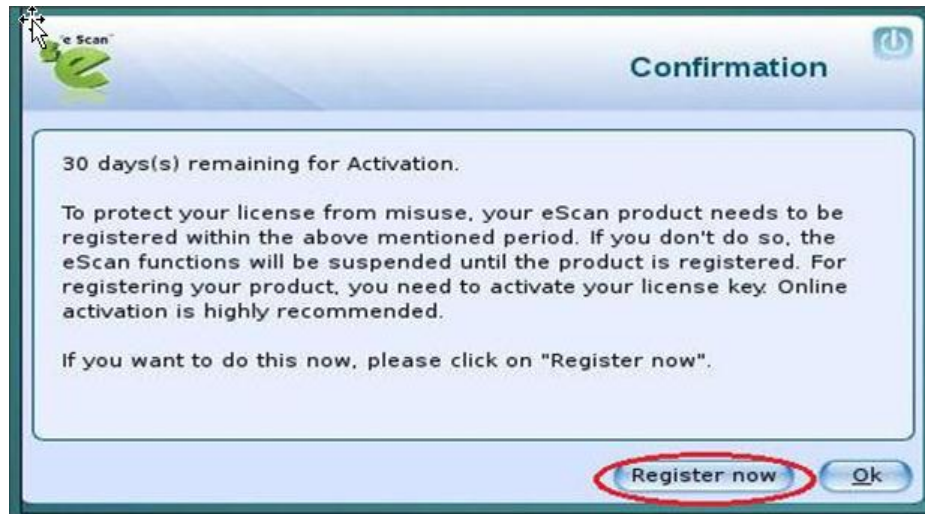 e Scan
Confirmation
30 days(s) remaining for Activation.
To protect your license from misuse, your eScan product needs to be
registered within the above mentioned period. If you don't do so, the
eScan functions will be suspended until the product is registered. For
registering your product, you need to activate your license key. Online
activation is highly recommended.
If you want to do this now, please click on "Register now".
Register now
Ok